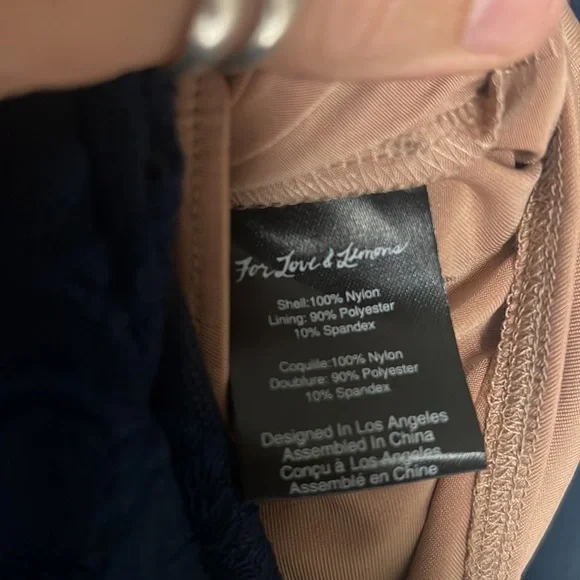 For Love & Lemons
Shell:100% Nylon
Lining: 90% Polyester
10% Spandex
Coquille:100% Nylon
Doublure: 90% Polyester
10% Spandex
Designed In Los Angeles
Assembled In China
Conçu à Los Angeles
Assemblé en Chine